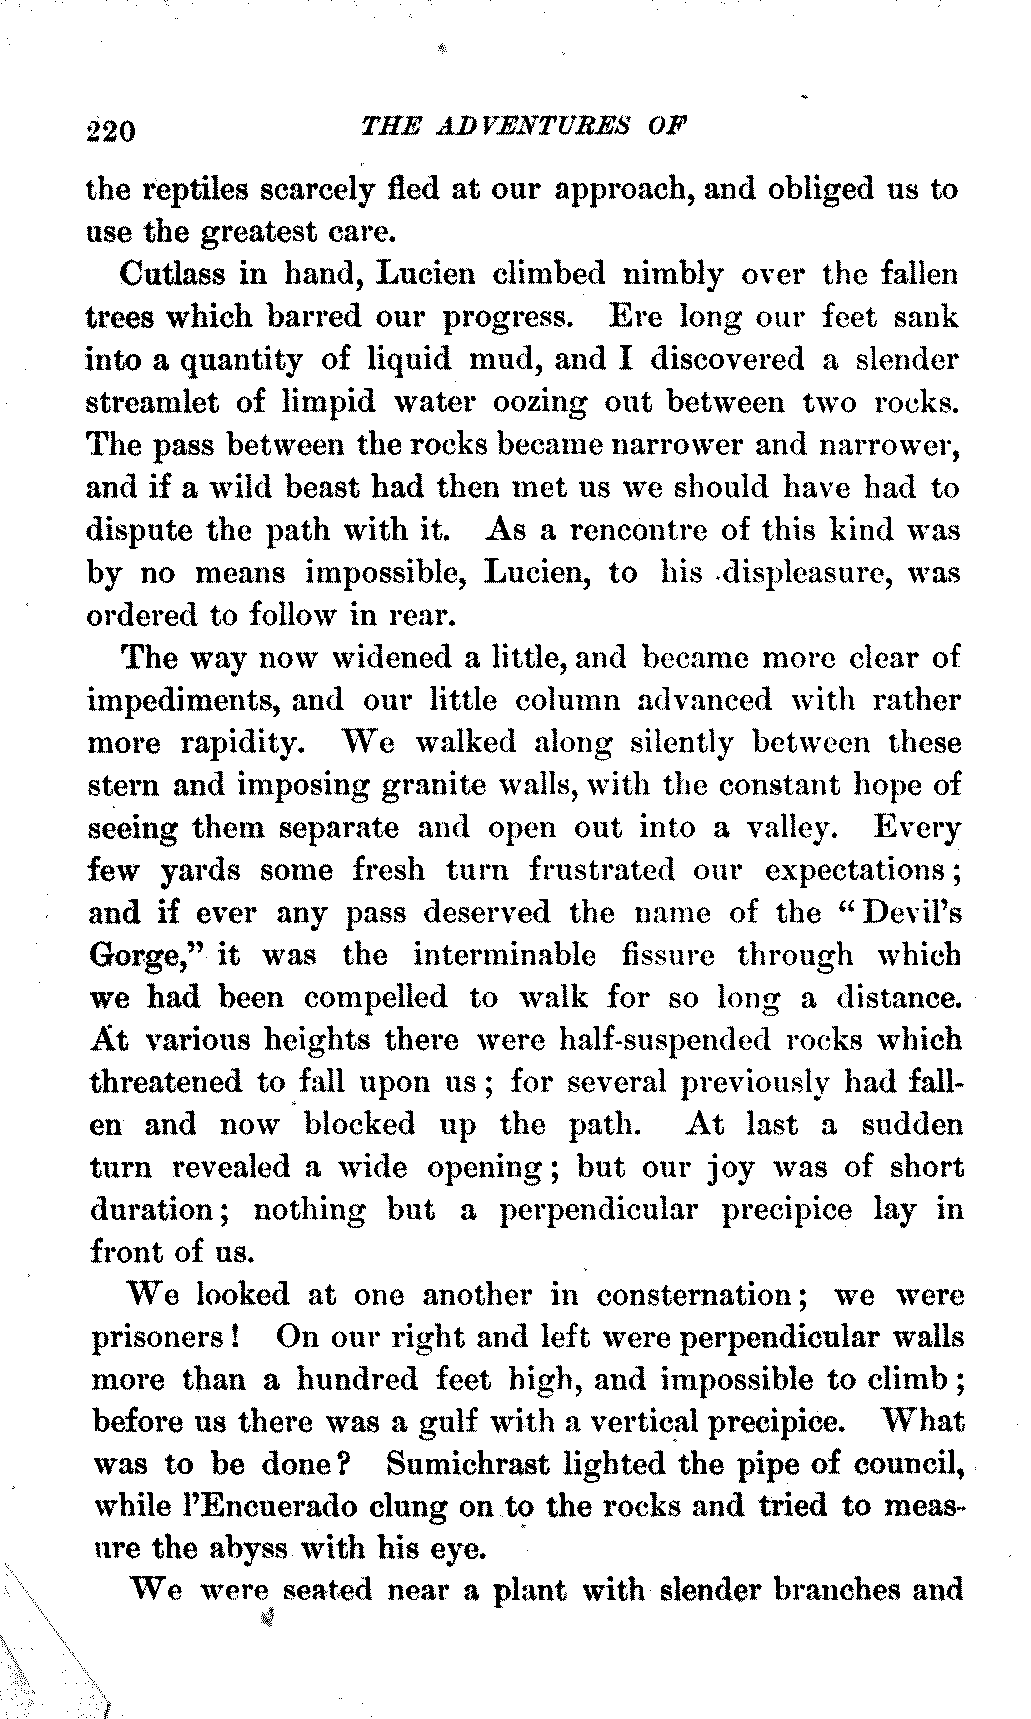 220 THE ADVENTURES OF
the reptiles scarcely fled at our approach, and obliged us to
use the greatest care.
Cutlass in hand, Lucien climbed nimbly over the fallen
trees which barred our progress. Ere long our feet sank
into a quantity of liquid mud, and I discovered a slender
streamlet of limpid water oozing out between two rocks.
The pass between the rocks became narrower and narrower,
and if a wild beast had then met us we should have had to
dispute the path with it. As a rencontre of this kind was
by no means impossible, Lucien, to his displeasure, was
ordered to follow in rear.
The way now widened a little, and became more clear of
impediments, and our little column advanced with rather
more rapidity. We walked along silently between these
stern and imposing granite walls, with the constant hope of
seeing them separate and open out into a valley. Every
few yards some fresh turn frustrated our expectations;
and if ever any pass deserved the name of the “Devil’s
Gorge,” it was the interminable fissure through which
we had been compelled to walk for so long a distance.
At various heights there were half-suspended rocks which
threatened to fall upon us; for several previously had fall-
en and now blocked up the path. At last a sudden
turn revealed a wide opening; but our joy was of short
duration; nothing but a perpendicular precipice lay in
front of us.
We looked at one another in consternation; we were
prisoners! On our right and left were perpendicular walls
more than a hundred feet high, and impossible to climb;
before us there was a gulf with a vertical precipice. What
was to be done? Sumichrast lighted the pipe of council,
while l’Encuerado clung on to the rocks and tried to meas-
ure the abyss with his eye.
We were seated near a plant with slender branches and